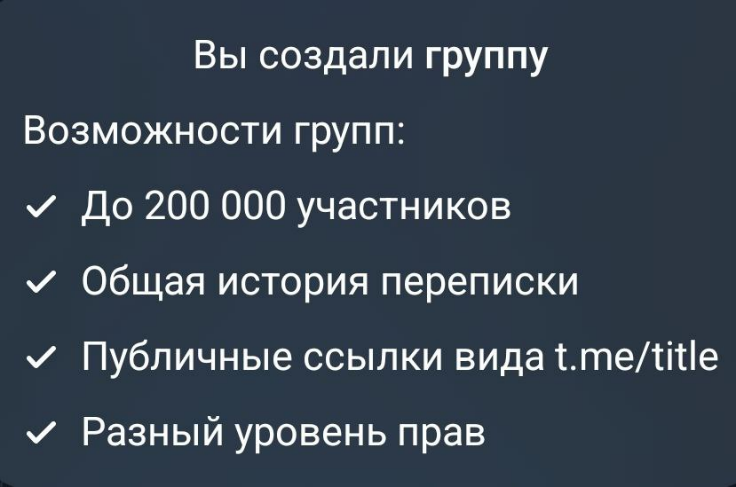 Вы создали группу
Возможности групп:
✓ До 200 000 участников
✓ Общая история переписки
✓ Публичные ссылки вида t.me/title
✓ Разный уровень прав